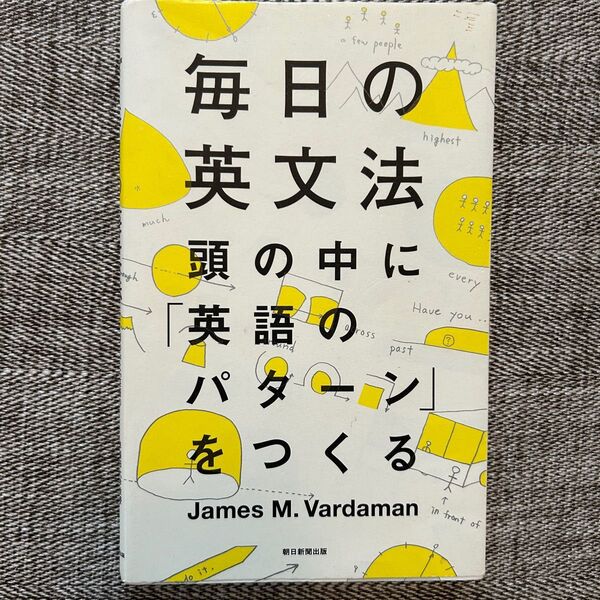 a few people
毎日の
highest
英文法
much
頭の中に
every
「英語の
Have you..
across
past
パターン」
をつくる
James M. Vardaman
in front of
朝日新聞出版
do it.